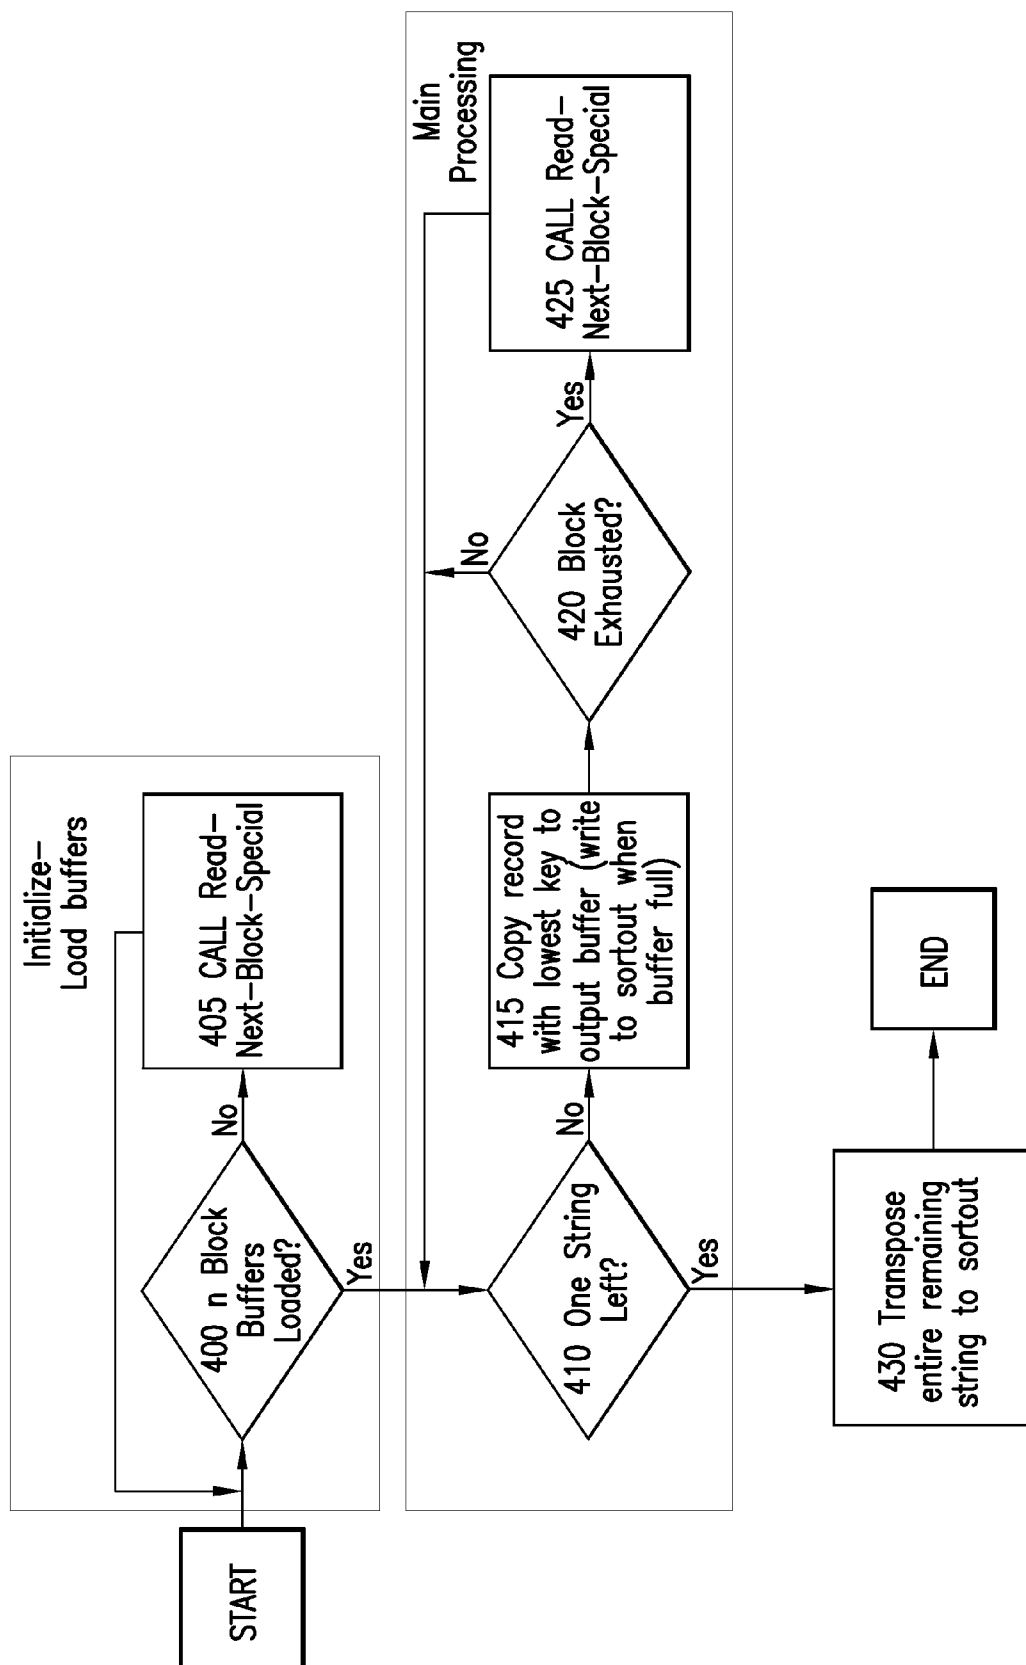 START
Initialize-
Load buffers
400 n Block
Buffers
Loaded?
No
405 CALL Read-
Next-Block-Special
Yes
Main
Processing
410 One String
Left?
No
415 Copy record
with lowest key to
output buffer (write
to sortout when
buffer full)
420 Block
Exhausted?
No
Yes
425 CALL Read-
Next-Block-Special
Yes
430 Transpose
entire remaining
string to sortout
END